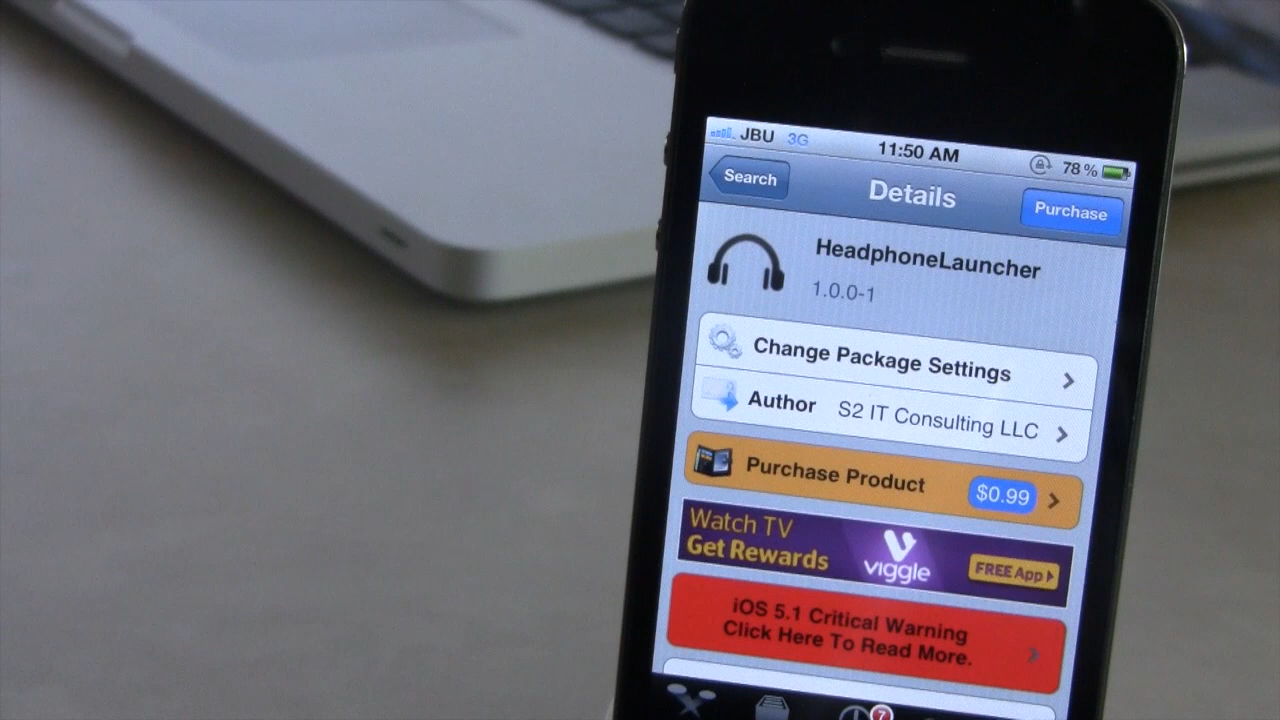 JBU 3G 11:50 AM 78%
Search Details Purchase
HeadphoneLauncher
1.0.0-1
Change Package Settings
Author S2 IT Consulting LLC
Purchase Product $0.99
Watch TV
Get Rewards
viggle
FREE App
iOS 5.1 Critical Warning
Click Here To Read More.
7